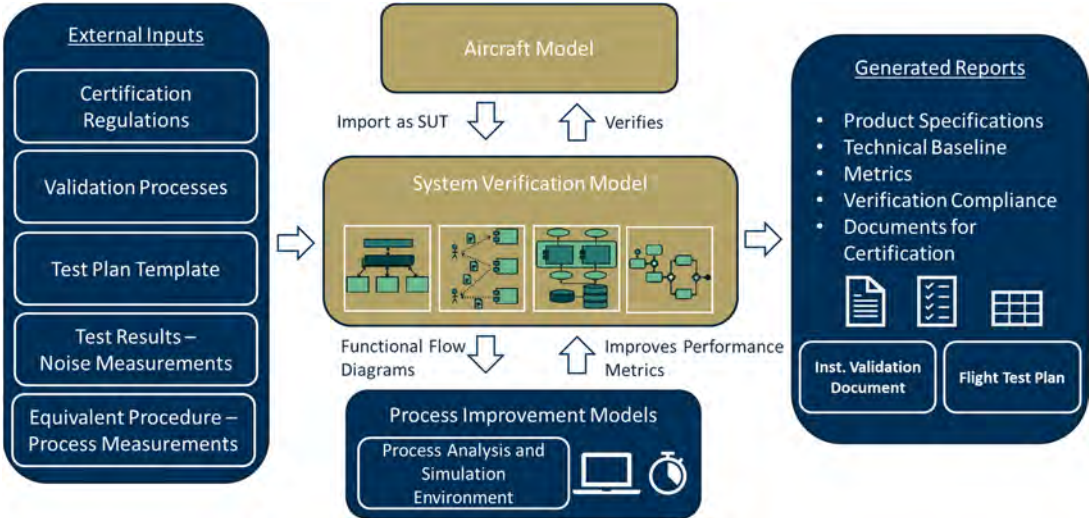 External Inputs
Certification
Regulations
Validation Processes
Test Plan Template
Test Results –
Noise Measurements
Equivalent Procedure –
Process Measurements
Aircraft Model
Import as SUT
Verifies
System Verification Model
Functional Flow
Diagrams
Improves Performance
Metrics
Process Improvement Models
Process Analysis and
Simulation
Environment
Generated Reports
• Product Specifications
• Technical Baseline
• Metrics
• Verification Compliance
• Documents for
Certification
Inst. Validation
Document
Flight Test Plan